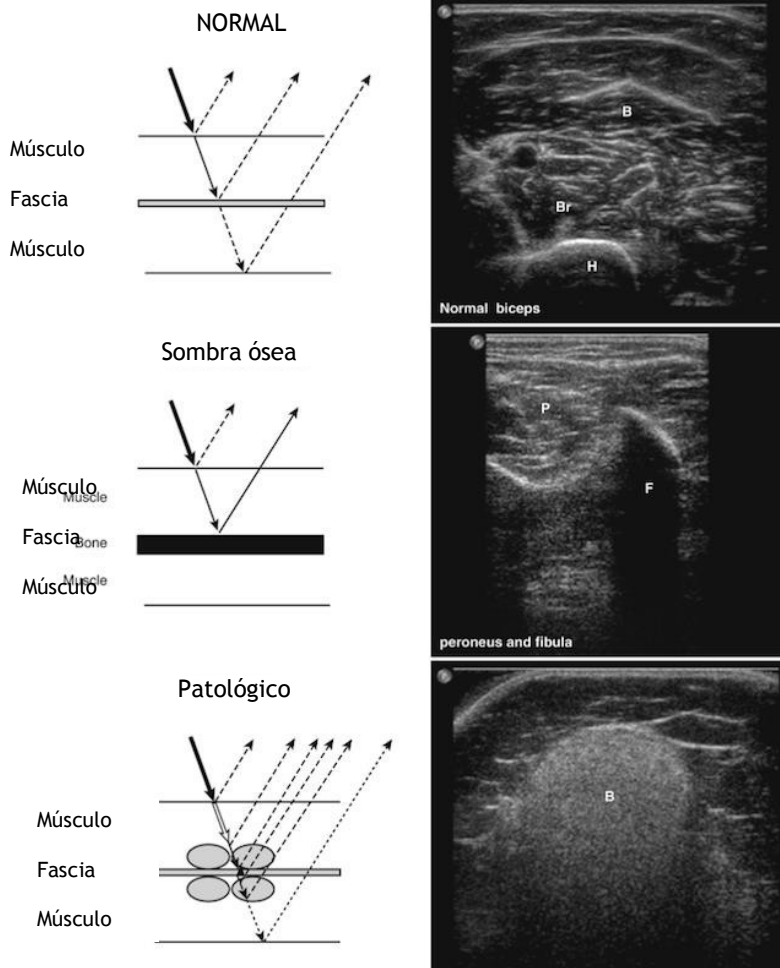 NORMAL
Músculo
Fascia
Músculo
B
Br
H
Normal biceps
Sombra ósea
Músculo
Muscle
Fascia
Bone
Músculo
Muscle
P
F
peroneus and fibula
Patológico
Músculo
Fascia
Músculo
B